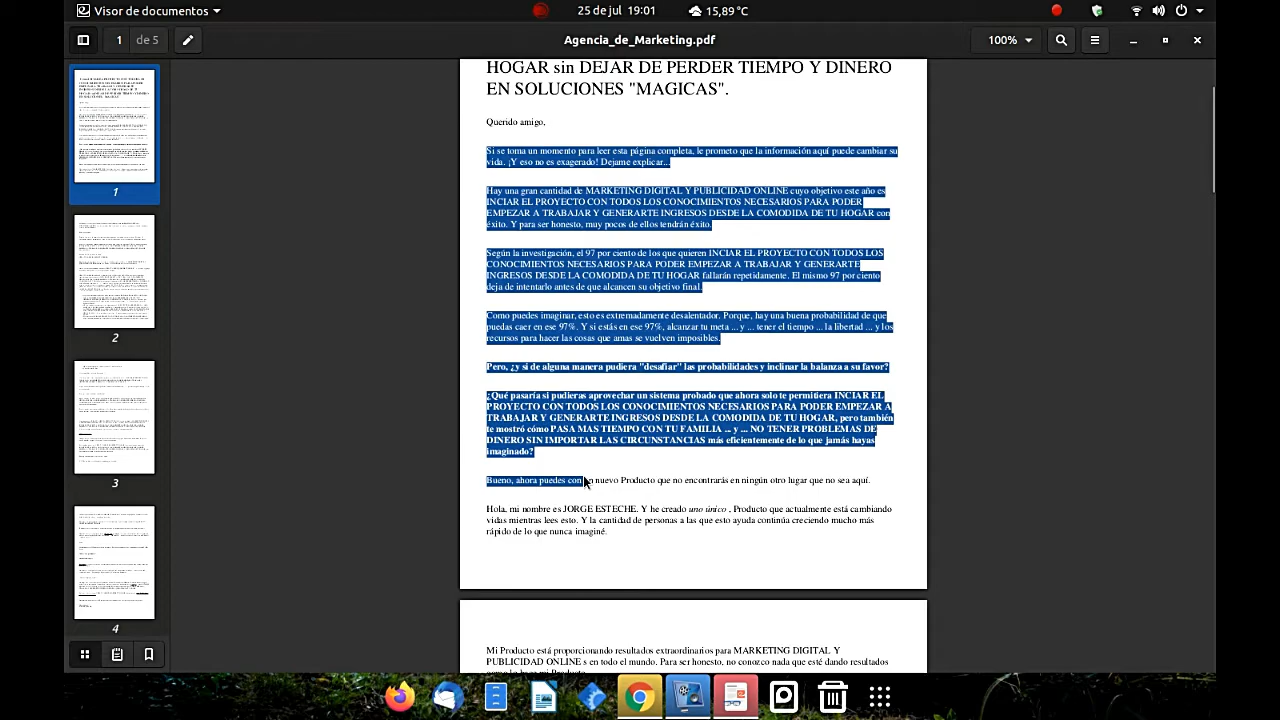 Visor de documentos
25 de jul 19:01
15,89 °C
1 de 5
Agencia_de_Marketing.pdf
100%
1
2
3
4
HOGAR sin DEJAR DE PERDER TIEMPO Y DINERO
EN SOLUCIONES "MAGICAS".
Querido amigo,
Si se toma un momento para leer esta página completa, le prometo que la información aquí puede cambiar su
vida. ¡Y eso no es exagerado! Dejame explicar...
Hay una gran cantidad de MARKETING DIGITAL Y PUBLICIDAD ONLINE cuyo objetivo este año es
INCIAR EL PROYECTO CON TODOS LOS CONOCIMIENTOS NECESARIOS PARA PODER
EMPEZAR A TRABAJAR Y GENERARTE INGRESOS DESDE LA COMODIDA DE TU HOGAR con
éxito. Y para ser honesto, muy pocos de ellos tendrán éxito.
Según la investigación, el 97 por ciento de los que quieren INCIAR EL PROYECTO CON TODOS LOS
CONOCIMIENTOS NECESARIOS PARA PODER EMPEZAR A TRABAJAR Y GENERARTE
INGRESOS DESDE LA COMODIDA DE TU HOGAR fallarán repetidamente. El mismo 97 por ciento
deja de intentarlo antes de que alcancen su objetivo final.
Como puedes imaginar, esto es extremadamente desalentador. Porque, hay una buena probabilidad de que
puedas caer en ese 97%. Y si estás en ese 97%, alcanzar tu meta ... y ... tener el tiempo ... la libertad ... y los
recursos para hacer las cosas que amas se vuelven imposibles.
Pero, ¿y si de alguna manera pudiera "desafiar" las probabilidades y inclinar la balanza a su favor?
¿Qué pasaría si pudieras aprovechar un sistema probado que ahora solo te permitiera INCIAR EL
PROYECTO CON TODOS LOS CONOCIMIENTOS NECESARIOS PARA PODER EMPEZAR A
TRABAJAR Y GENERARTE INGRESOS DESDE LA COMODIDA DE TU HOGAR, pero también
te mostró cómo PASA MAS TIEMPO CON TU FAMILIA ... y ... NO TENER PROBLEMAS DE
DINERO SIN IMPORTAR LAS CIRCUNSTANCIAS más eficientemente de lo que jamás hayas
imaginado?
Bueno, ahora puedes con un nuevo Producto que no encontrarás en ningún otro lugar que no sea aquí.
Hola, mi nombre es JORGE ESTECHE. Y he creado uno único , Producto que actualmente está cambiando
vidas mientras lees esto. Y la cantidad de personas a las que esto ayuda continúa creciendo mucho más
rápido de lo que nunca imaginé.
Mi Producto está proporcionando resultados extraordinarios para MARKETING DIGITAL Y
PUBLICIDAD ONLINE s en todo el mundo. Para ser honesto, no conozco nada que esté dando resultados